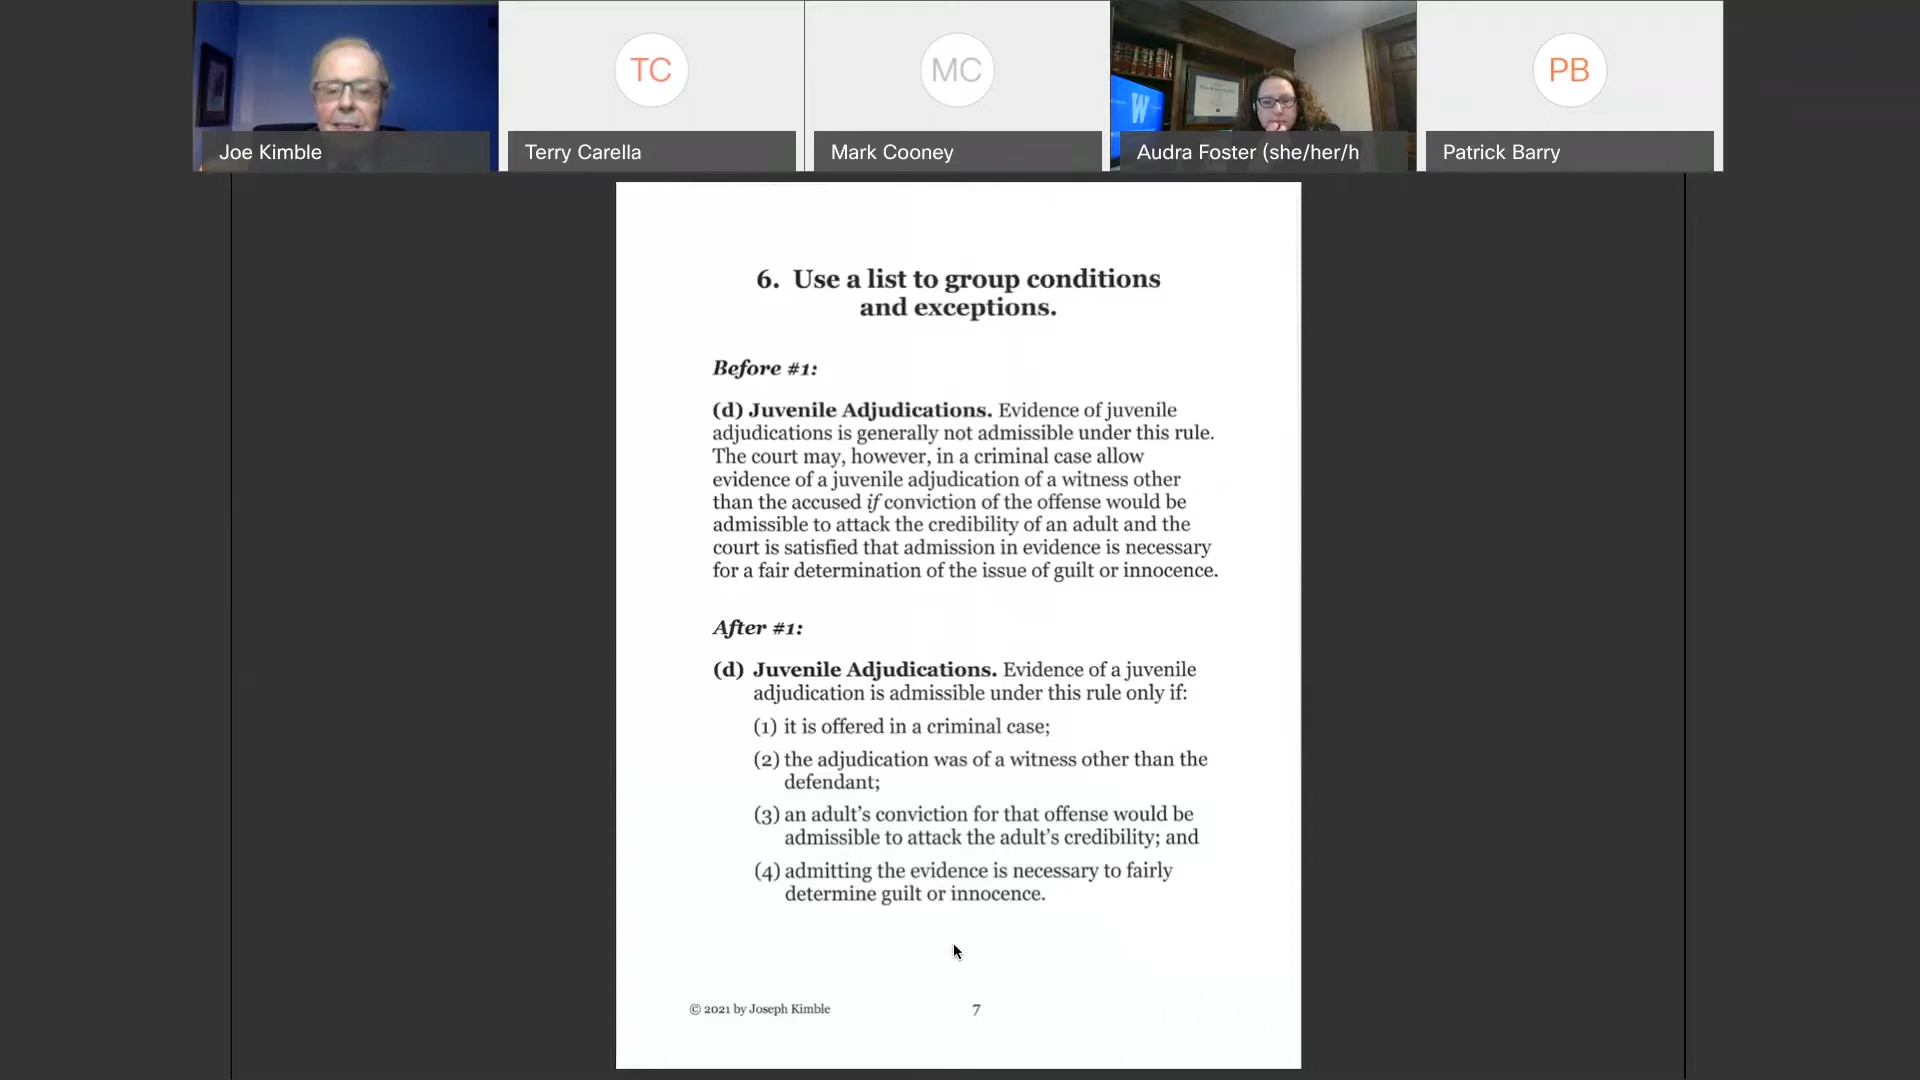 TC
MC
W
PB
Joe Kimble
Terry Carella
Mark Cooney
Audra Foster (she/her/h
Patrick Barry
6. Use a list to group conditions
and exceptions.
Before #1:
(d) Juvenile Adjudications. Evidence of juvenile
adjudications is generally not admissible under this rule.
The court may, however, in a criminal case allow
evidence of a juvenile adjudication of a witness other
than the accused if conviction of the offense would be
admissible to attack the credibility of an adult and the
court is satisfied that admission in evidence is necessary
for a fair determination of the issue of guilt or innocence.
After #1:
(d) Juvenile Adjudications. Evidence of a juvenile
adjudication is admissible under this rule only if:
(1) it is offered in a criminal case;
(2) the adjudication was of a witness other than the
defendant;
(3) an adult's conviction for that offense would be
admissible to attack the adult's credibility; and
(4) admitting the evidence is necessary to fairly
determine guilt or innocence.
© 2021 by Joseph Kimble
7